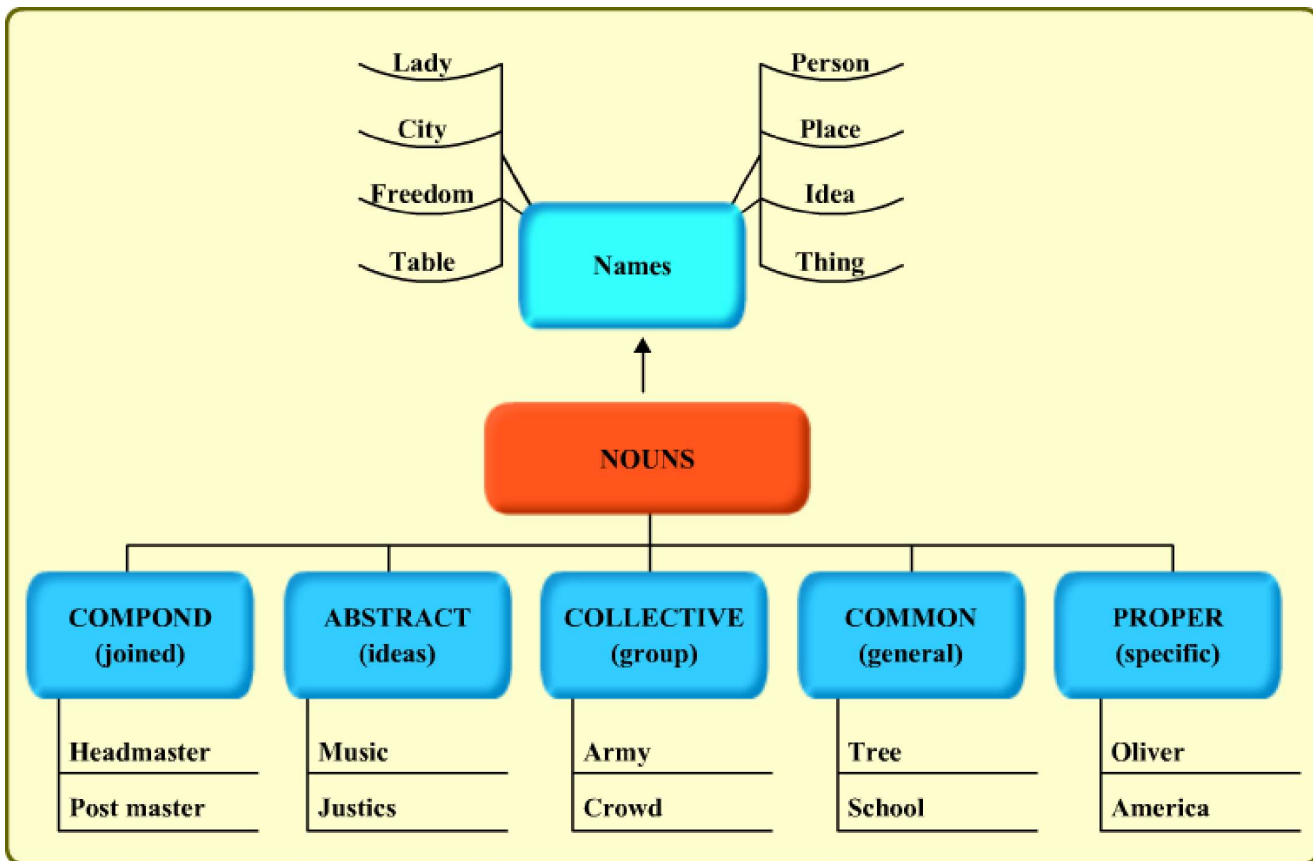 Lady
Person
City
Place
Freedom
Idea
Table
Thing
Names
NOUNS
COMPOND
(joined)
ABSTRACT
(ideas)
COLLECTIVE
(group)
COMMON
(general)
PROPER
(specific)
Headmaster
Post master
Music
Justics
Army
Crowd
Tree
School
Oliver
America